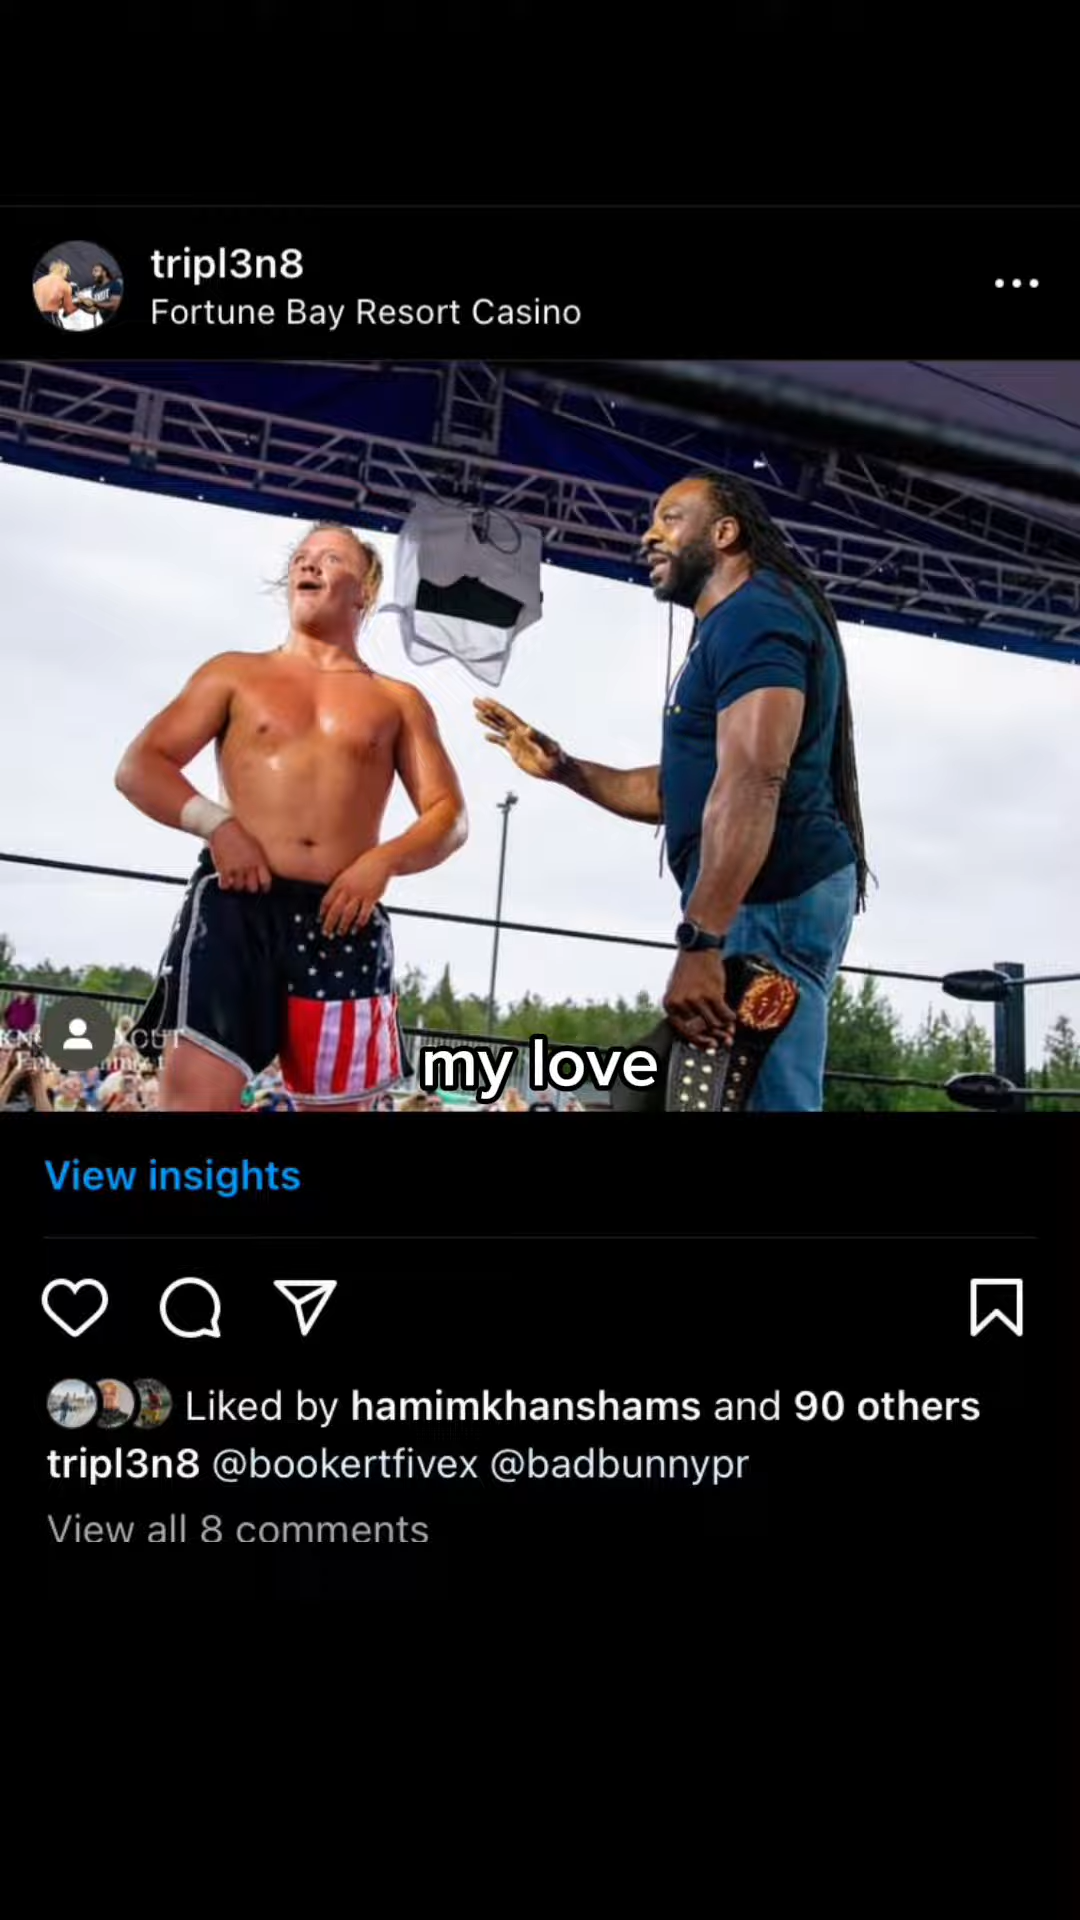 tripl3n8
Fortune Bay Resort Casino
my love
View insights
Liked by hamimkhanshams and 90 others
tripl3n8 @bookertfivex @badbunnypr
View all 8 comments